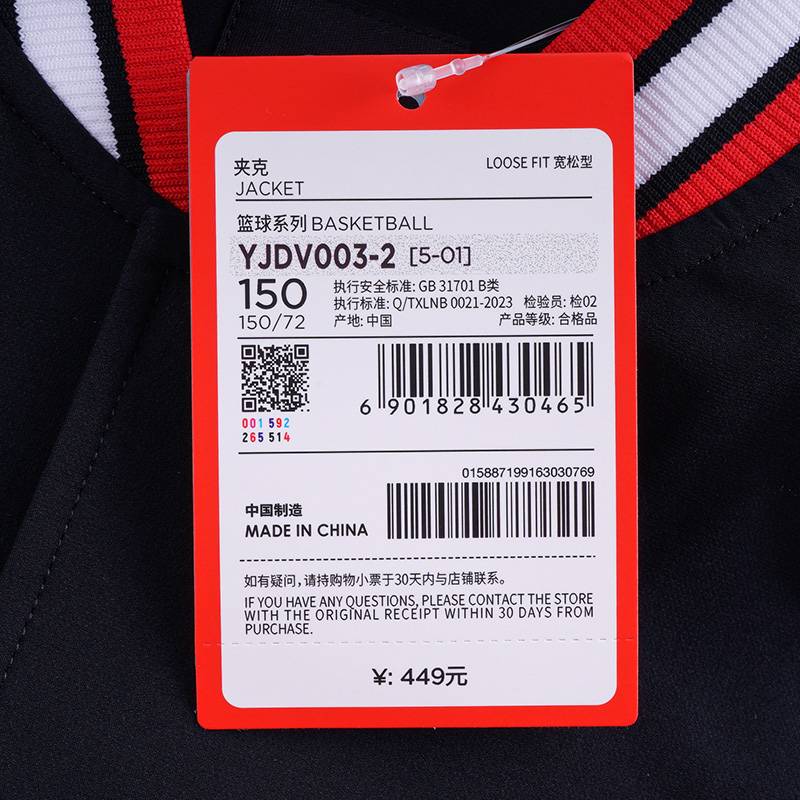 夹克
JACKET
LOOSE FIT 宽松型
篮球系列 BASKETBALL
YJDV003-2 [5-01]
150
150/72
执行安全标准: GB 31701 B类
执行标准: Q/TXLNB 0021-2023 检验员: 检02
产地: 中国 产品等级: 合格品
001 592
265 514
6 901828 430465
015887199163030769
中国制造
MADE IN CHINA
如有疑问,请持购物小票于30天内与店铺联系。
IF YOU HAVE ANY QUESTIONS, PLEASE CONTACT THE STORE
WITH THE ORIGINAL RECEIPT WITHIN 30 DAYS FROM
PURCHASE.
¥: 449元